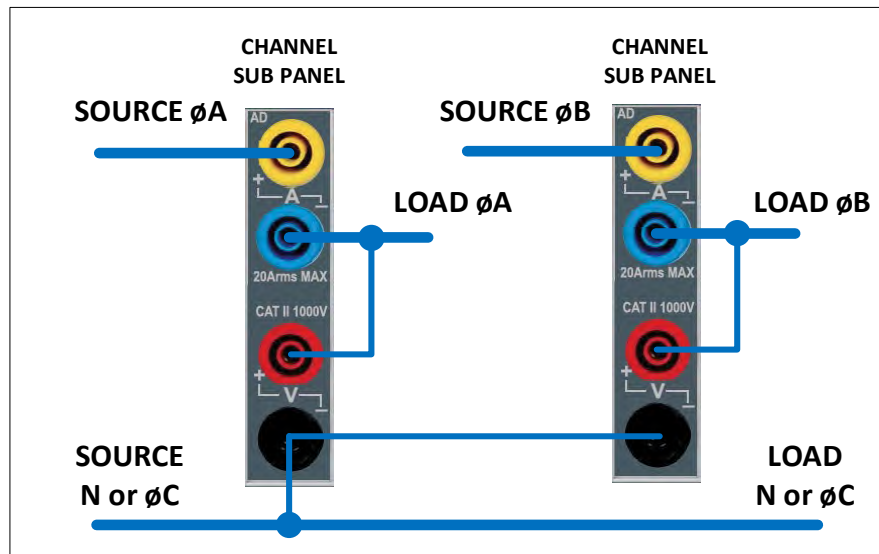 CHANNEL
SUB PANEL
CHANNEL
SUB PANEL
SOURCE øA
SOURCE øB
AD
+
A
−
20Arms MAX
CAT II 1000V
+
V
−
AD
+
A
−
20Arms MAX
CAT II 1000V
+
V
−
LOAD øA
LOAD øB
SOURCE
N or øC
LOAD
N or øC